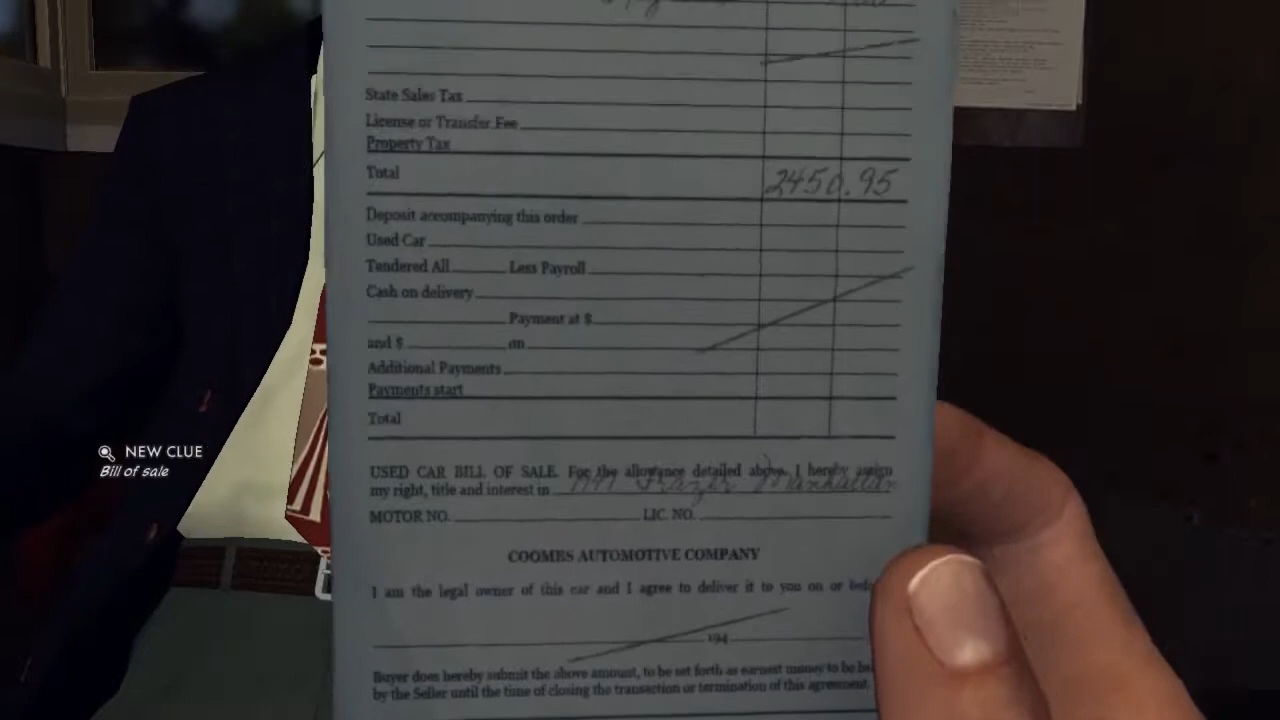 State Sales Tax
License or Transfer Fee
Property Tax
Total 2450.95
Deposit accompanying this order
Used Car
Tendered All Less Payroll
Cash on delivery
Payment at $
and $ on
Additional Payments
Payments start
Total
NEW CLUE
Bill of sale
USED CAR BILL OF SALE. For the allowance detailed above, I hereby assign
my right, title and interest in Frazer Manhattan
MOTOR NO. LIC. NO.
COOMBS AUTOMOTIVE COMPANY
I am the legal owner of this car and I agree to deliver it to you on or
194
Buyer does hereby submit the above amount, to be set forth as earnest money to be
by the Seller until the time of closing the transaction or termination of this agreement.